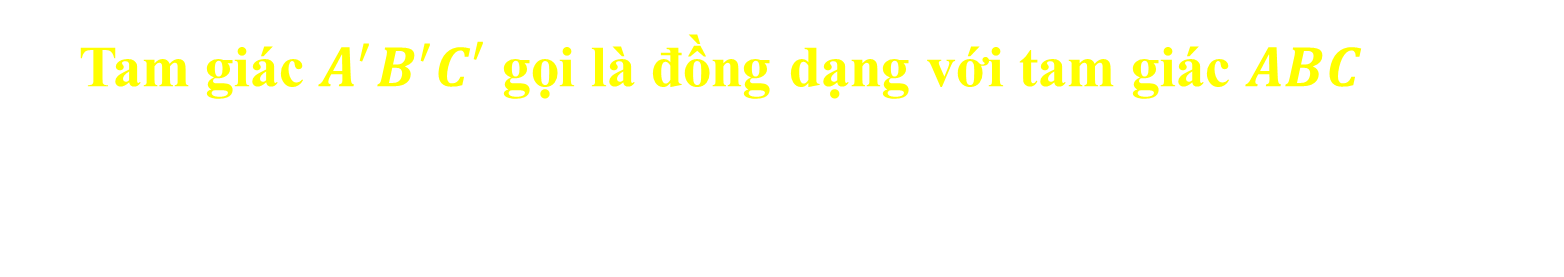 Tam giác A′B′C′ gọi là đồng dạng với tam giác ABC